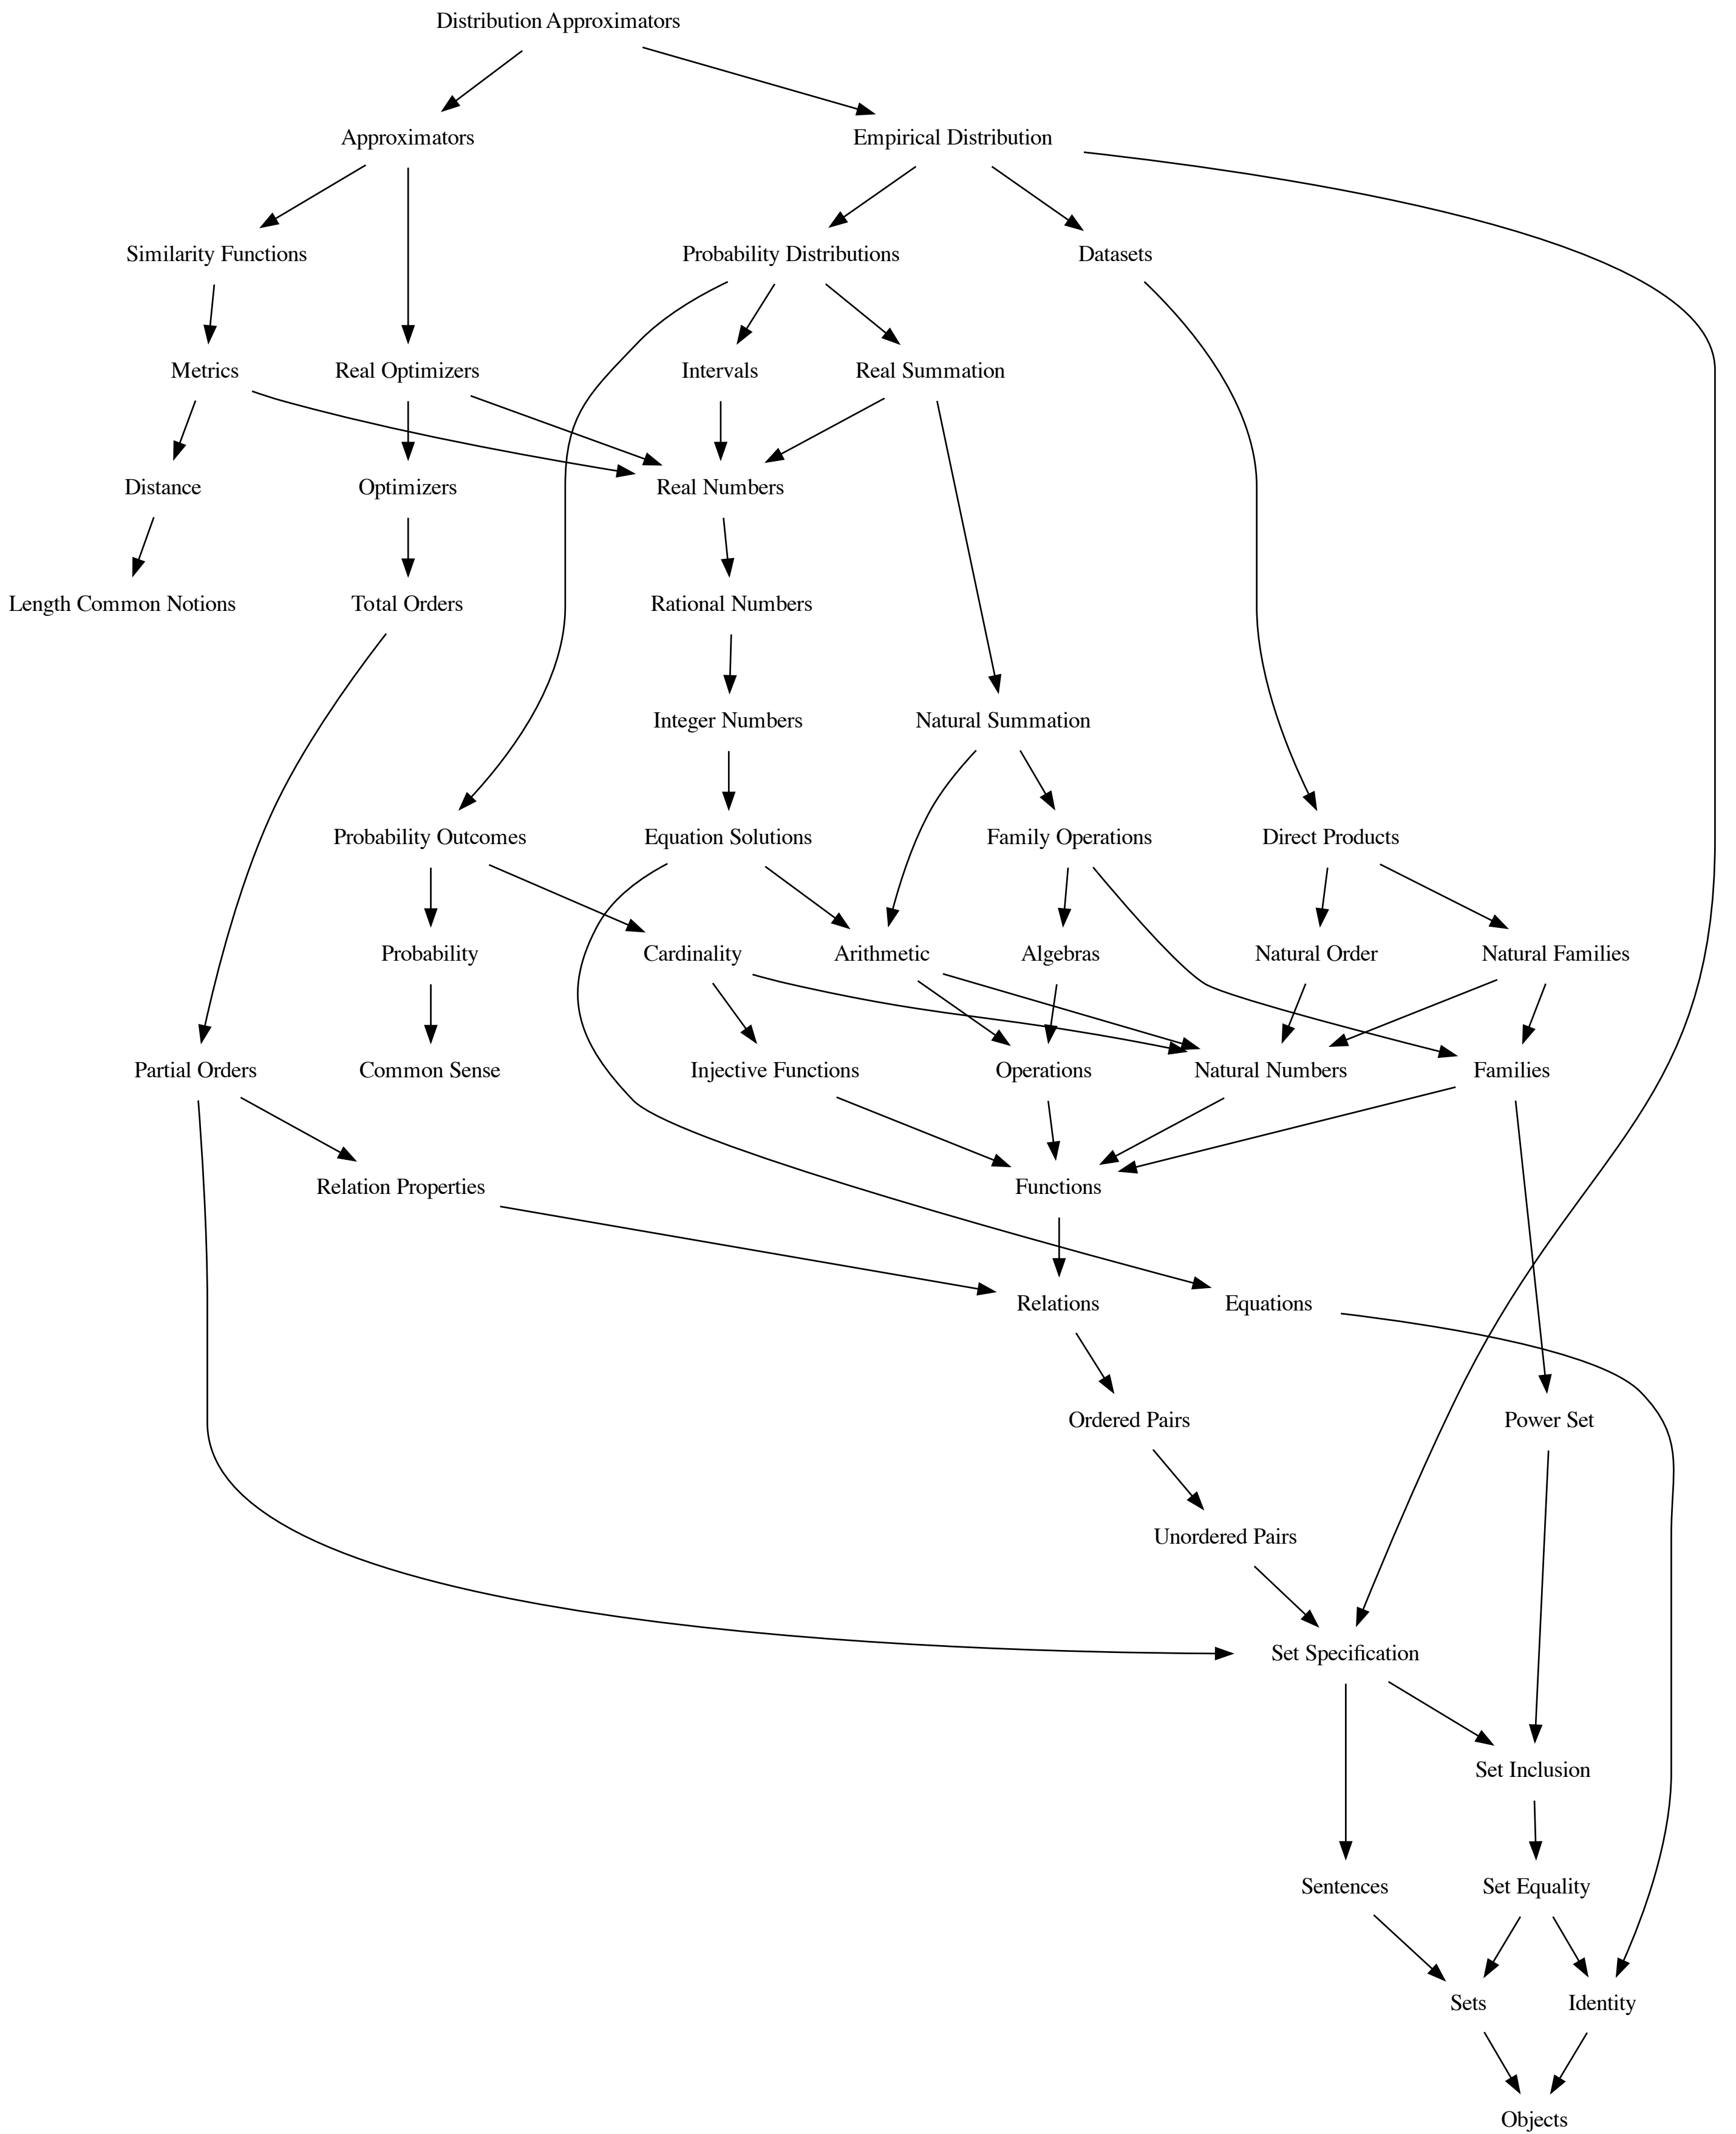 Distribution Approximators
Approximators
Empirical Distribution
Similarity Functions
Probability Distributions
Datasets
Metrics
Real Optimizers
Intervals
Real Summation
Distance
Optimizers
Real Numbers
Length Common Notions
Total Orders
Rational Numbers
Integer Numbers
Natural Summation
Probability Outcomes
Equation Solutions
Family Operations
Direct Products
Probability
Cardinality
Arithmetic
Algebras
Natural Order
Natural Families
Partial Orders
Common Sense
Injective Functions
Operations
Natural Numbers
Families
Relation Properties
Functions
Relations
Equations
Ordered Pairs
Power Set
Unordered Pairs
Set Specification
Set Inclusion
Sentences
Set Equality
Sets
Identity
Objects